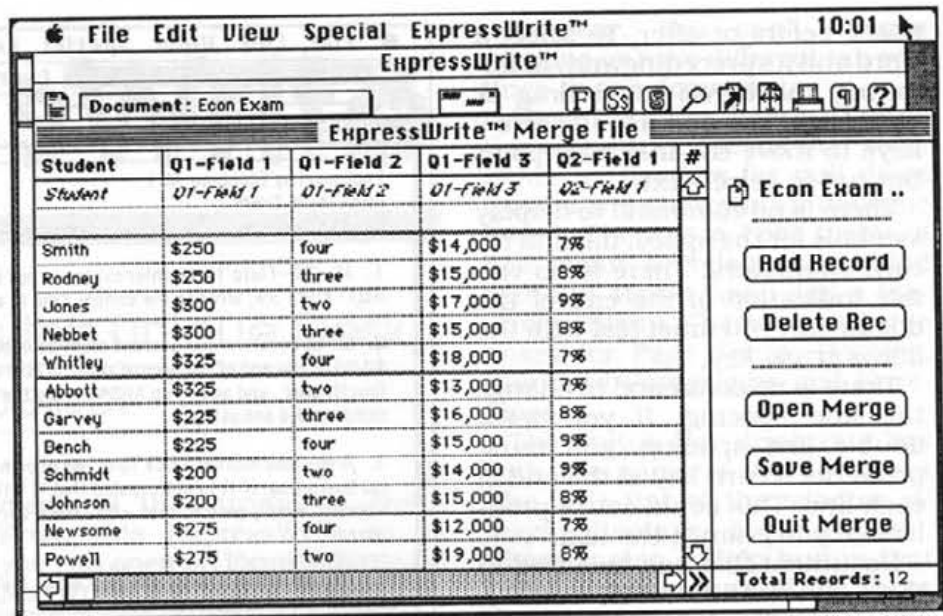 File Edit View Special ExpressWrite™ 10:01
ExpressWrite™
Document: Econ Exam F S$ S ¶ ?
ExpressWrite™ Merge File
Student Q1-Field 1 Q1-Field 2 Q1-Field 3 Q2-Field 1 #
Student Q1-Field 1 Q1-Field 2 Q1-Field 3 Q2-Field 1 Econ Exam..
Smith $250 four $14,000 7%
Rodney $250 three $15,000 8% Add Record
Jones $300 two $17,000 9%
Nebbet $300 three $15,000 8% Delete Rec
Whitley $325 four $18,000 7%
Abbott $325 two $13,000 7%
Garvey $225 three $16,000 8% Open Merge
Bench $225 four $15,000 9%
Schmidt $200 two $14,000 9% Save Merge
Johnson $200 three $15,000 8%
Newsome $275 four $12,000 7% Quit Merge
Powell $275 two $19,000 8%
Total Records: 12